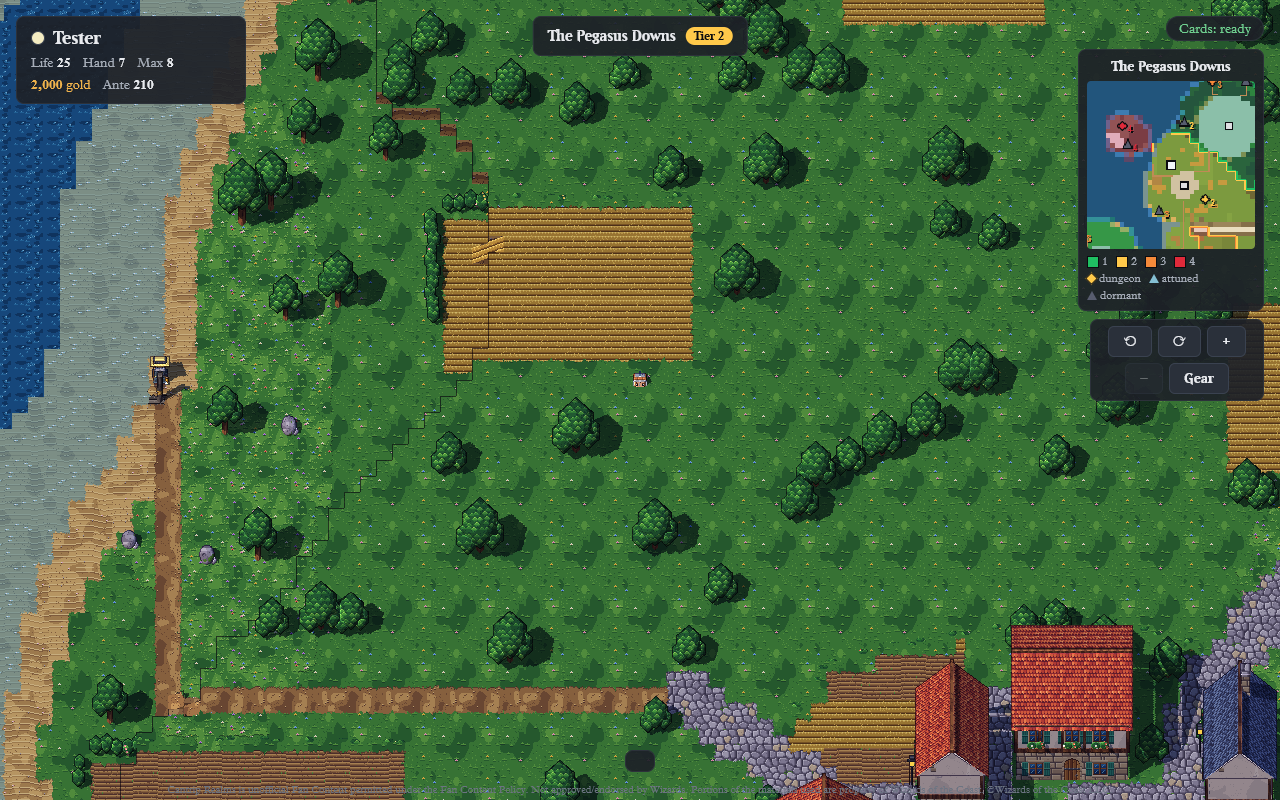 Tester
Life 25 Hand 7 Max 8
2,000 gold Ante 210
The Pegasus Downs Tier 2
Cards: ready
The Pegasus Downs
1 2 3 4
dungeon attuned
dormant
+
−
Gear